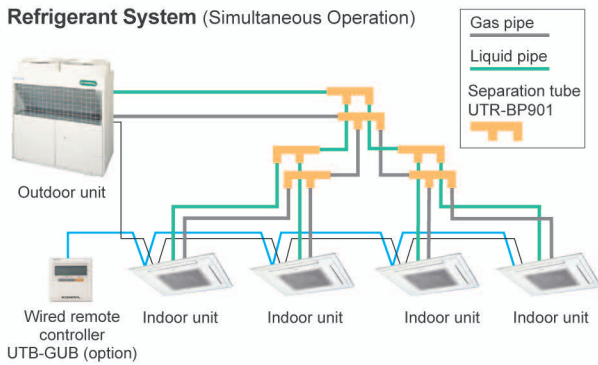 Refrigerant System (Simultaneous Operation)
Gas pipe
Liquid pipe
Separation tube
UTR-BP901
Outdoor unit
Wired remote
controller
UTB-GUB (option)
Indoor unit
Indoor unit
Indoor unit
Indoor unit